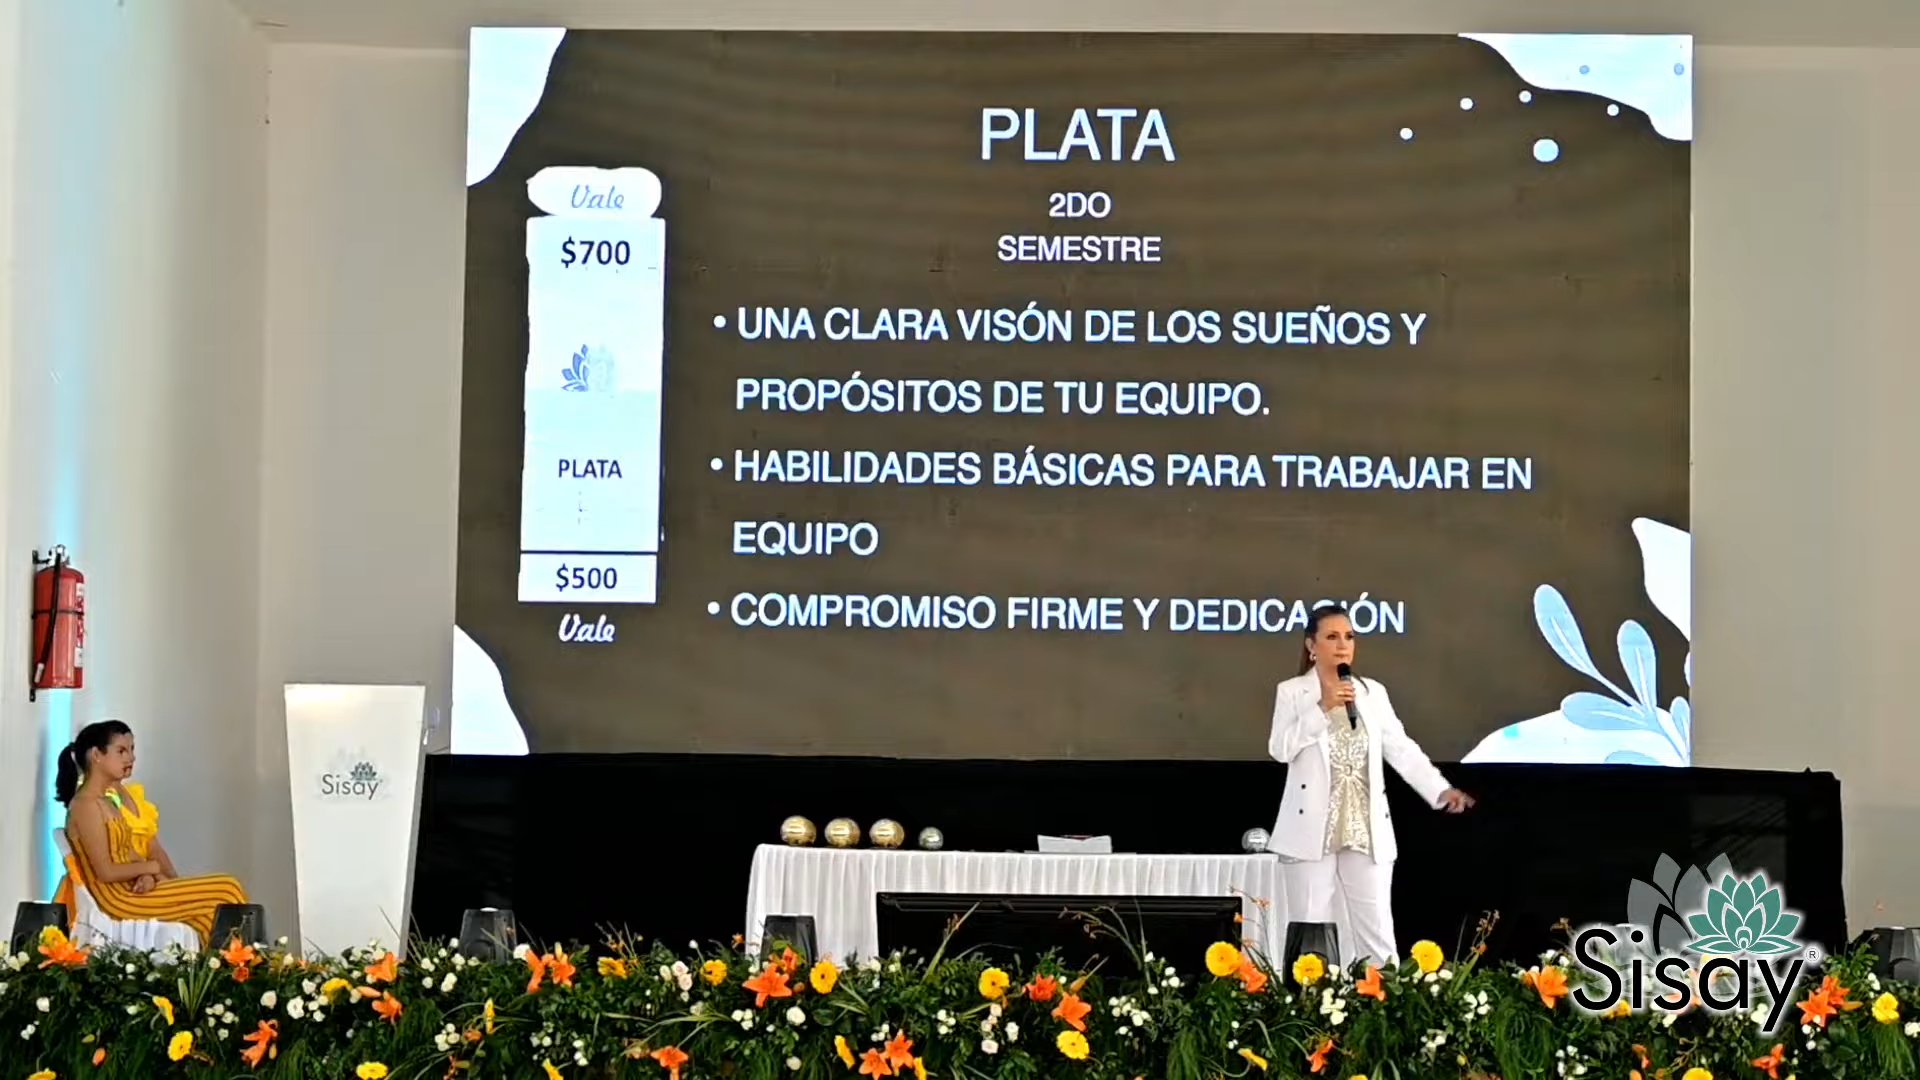 PLATA
2DO
SEMESTRE
Vale
$700
PLATA
$500
Vale
• UNA CLARA VISÓN DE LOS SUEÑOS Y
PROPÓSITOS DE TU EQUIPO.
• HABILIDADES BÁSICAS PARA TRABAJAR EN
EQUIPO
• COMPROMISO FIRME Y DEDICACIÓN
Sisay
Sisay®